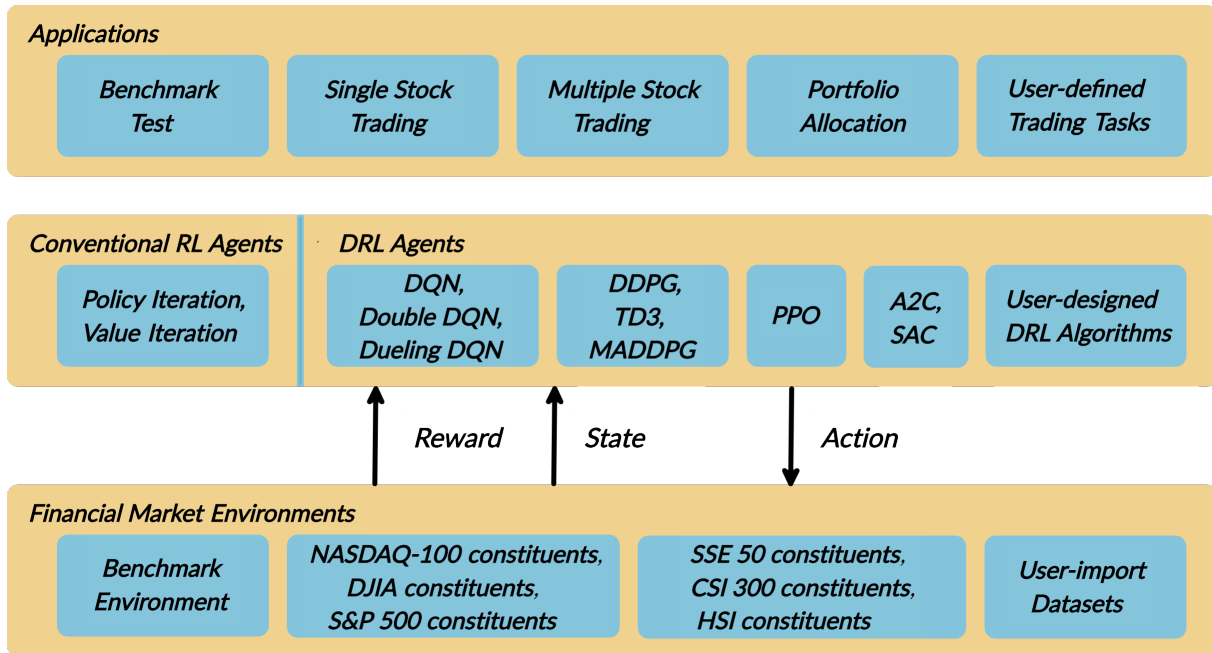 Applications
Benchmark
Test
Single Stock
Trading
Multiple Stock
Trading
Portfolio
Allocation
User-defined
Trading Tasks
Conventional RL Agents
DRL Agents
Policy Iteration,
Value Iteration
DQN,
Double DQN,
Dueling DQN
DDPG,
TD3,
MADDPG
PPO
A2C,
SAC
User-designed
DRL Algorithms
Reward
State
Action
Financial Market Environments
Benchmark
Environment
NASDAQ-100 constituents,
DJIA constituents,
S&P 500 constituents
SSE 50 constituents,
CSI 300 constituents,
HSI constituents
User-import
Datasets